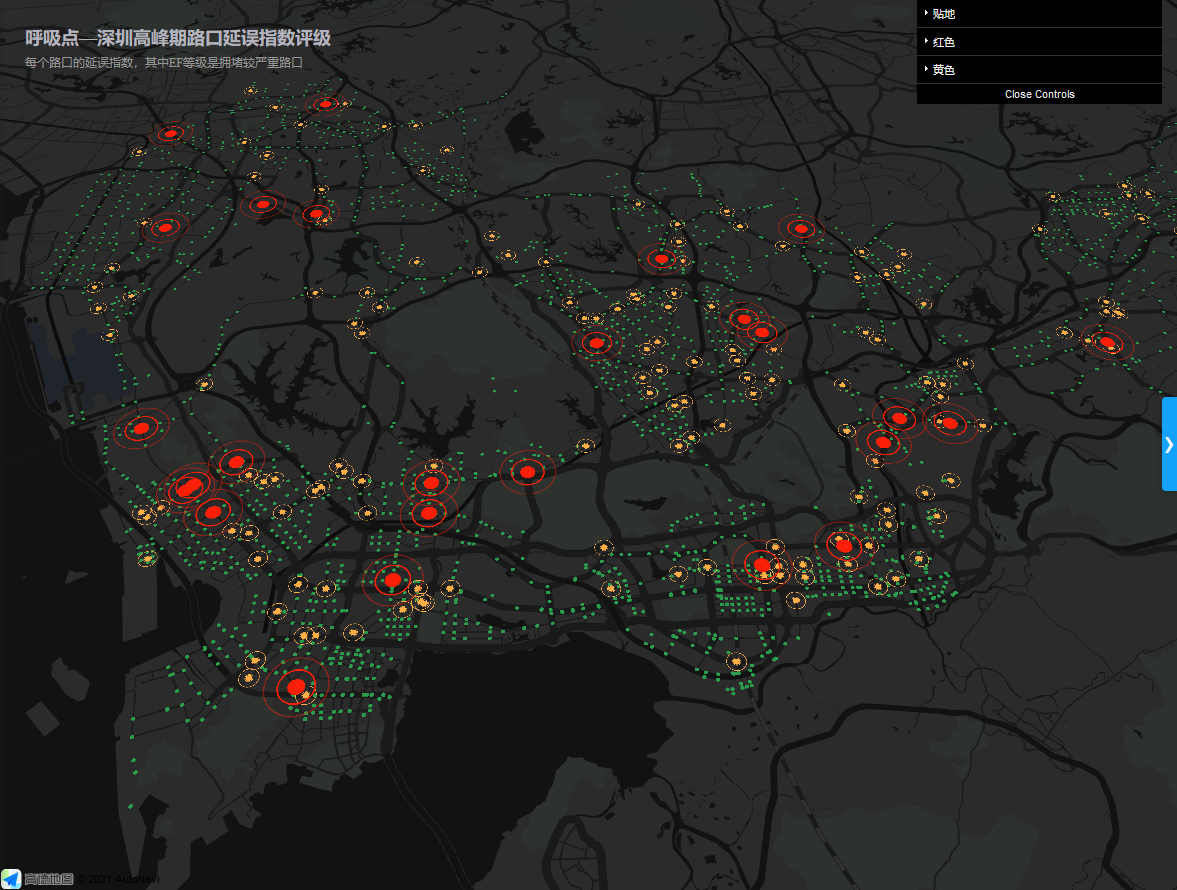 呼吸点—深圳高峰期路口延误指数评级
每个路口的延误指数，其中EF等级是拥堵较严重路口
贴地
红色
黄色
Close Controls
高德地图 © 2021 AutoNavi